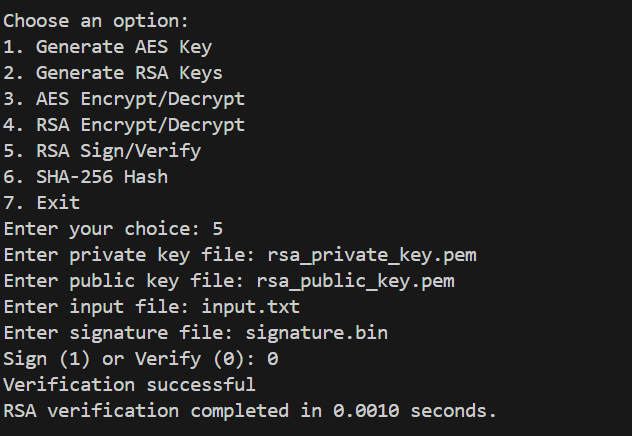 Choose an option:
1. Generate AES Key
2. Generate RSA Keys
3. AES Encrypt/Decrypt
4. RSA Encrypt/Decrypt
5. RSA Sign/Verify
6. SHA-256 Hash
7. Exit
Enter your choice: 5
Enter private key file: rsa_private_key.pem
Enter public key file: rsa_public_key.pem
Enter input file: input.txt
Enter signature file: signature.bin
Sign (1) or Verify (0): 0
Verification successful
RSA verification completed in 0.0010 seconds.